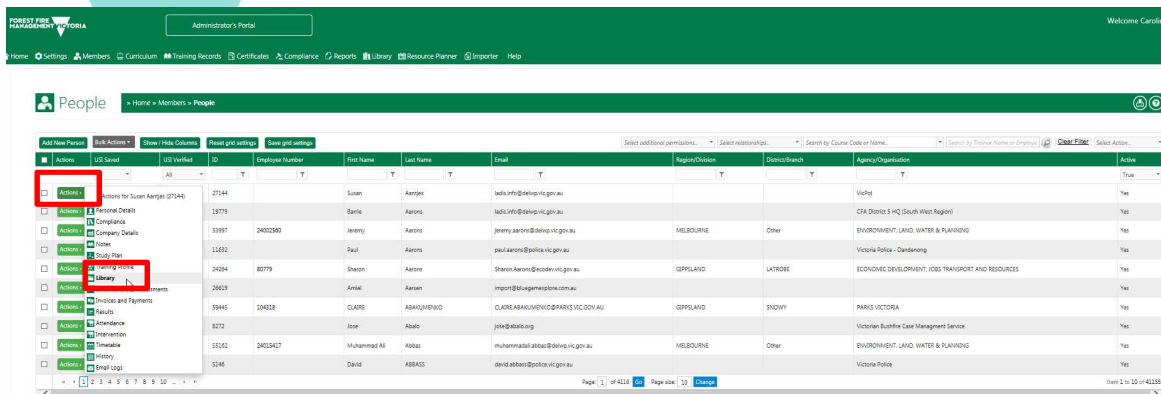 FOREST FIRE
MANAGEMENT VICTORIA
Administrator's Portal
Welcome Carolin
Home Settings Members Curriculum Training Records Certificates Compliance Reports Library Resource Planner Importer Help
People » Home » Members » People
Add New Person Bulk Actions Show / Hide Columns Reset grid settings Save grid settings Select additional permissions... Select relationships... Search by Course Code or Name... Search by Trainer Name or Employe Clear Filter Select Action...
Actions USI Saved USI Verified ID Employee Number First Name Last Name Email Region/Division District/Branch Agency/Organisation Active
All True
Actions 27144 Susan Aantjes ladis.info@delwp.vic.gov.au VicPol Yes
Actions for Susan Aantjes (27144)
Personal Details
Compliance
Company Details
Notes
Study Plan
Training Profile
Library
Invoices and Payments
Results
Attendance
Intervention
Timetable
History
Email Logs
Actions 19779 Barrie Aarons ladis.info@delwp.vic.gov.au CFA District 5 HQ (South West Region) Yes
Actions 53997 24002560 Jeremy Aarons jeremy.aarons@delwp.vic.gov.au MELBOURNE Other ENVIRONMENT, LAND, WATER & PLANNING Yes
Actions 11632 Paul Aarons paul.aarons@police.vic.gov.au Victoria Police - Dandenong Yes
Actions 24264 80779 Sharon Aarons Sharon.Aarons@ecodev.vic.gov.au GIPPSLAND LATROBE ECONOMIC DEVELOPMENT, JOBS TRANSPORT AND RESOURCES Yes
Actions 26619 Amiel Aarsen import@bluegemexplore.com.au Yes
Actions 59445 104318 CLAIRE ABAKUMENKO CLAIRE.ABAKUMENKO@PARKS.VIC.GOV.AU GIPPSLAND SNOWY PARKS VICTORIA Yes
Actions 8272 Jose Abalo jose@abalo.org Victorian Bushfire Case Managment Service Yes
Actions 55162 24015417 Muhammad Ali Abbas muhammadali.abbas@delwp.vic.gov.au MELBOURNE Other ENVIRONMENT, LAND, WATER & PLANNING Yes
Actions 5146 David ABBASS david.abbass@police.vic.gov.au Victoria Police Yes
1 2 3 4 5 6 7 8 9 10 ... Page: 1 of 4116 Go Page size: 10 Change Item 1 to 10 of 41155